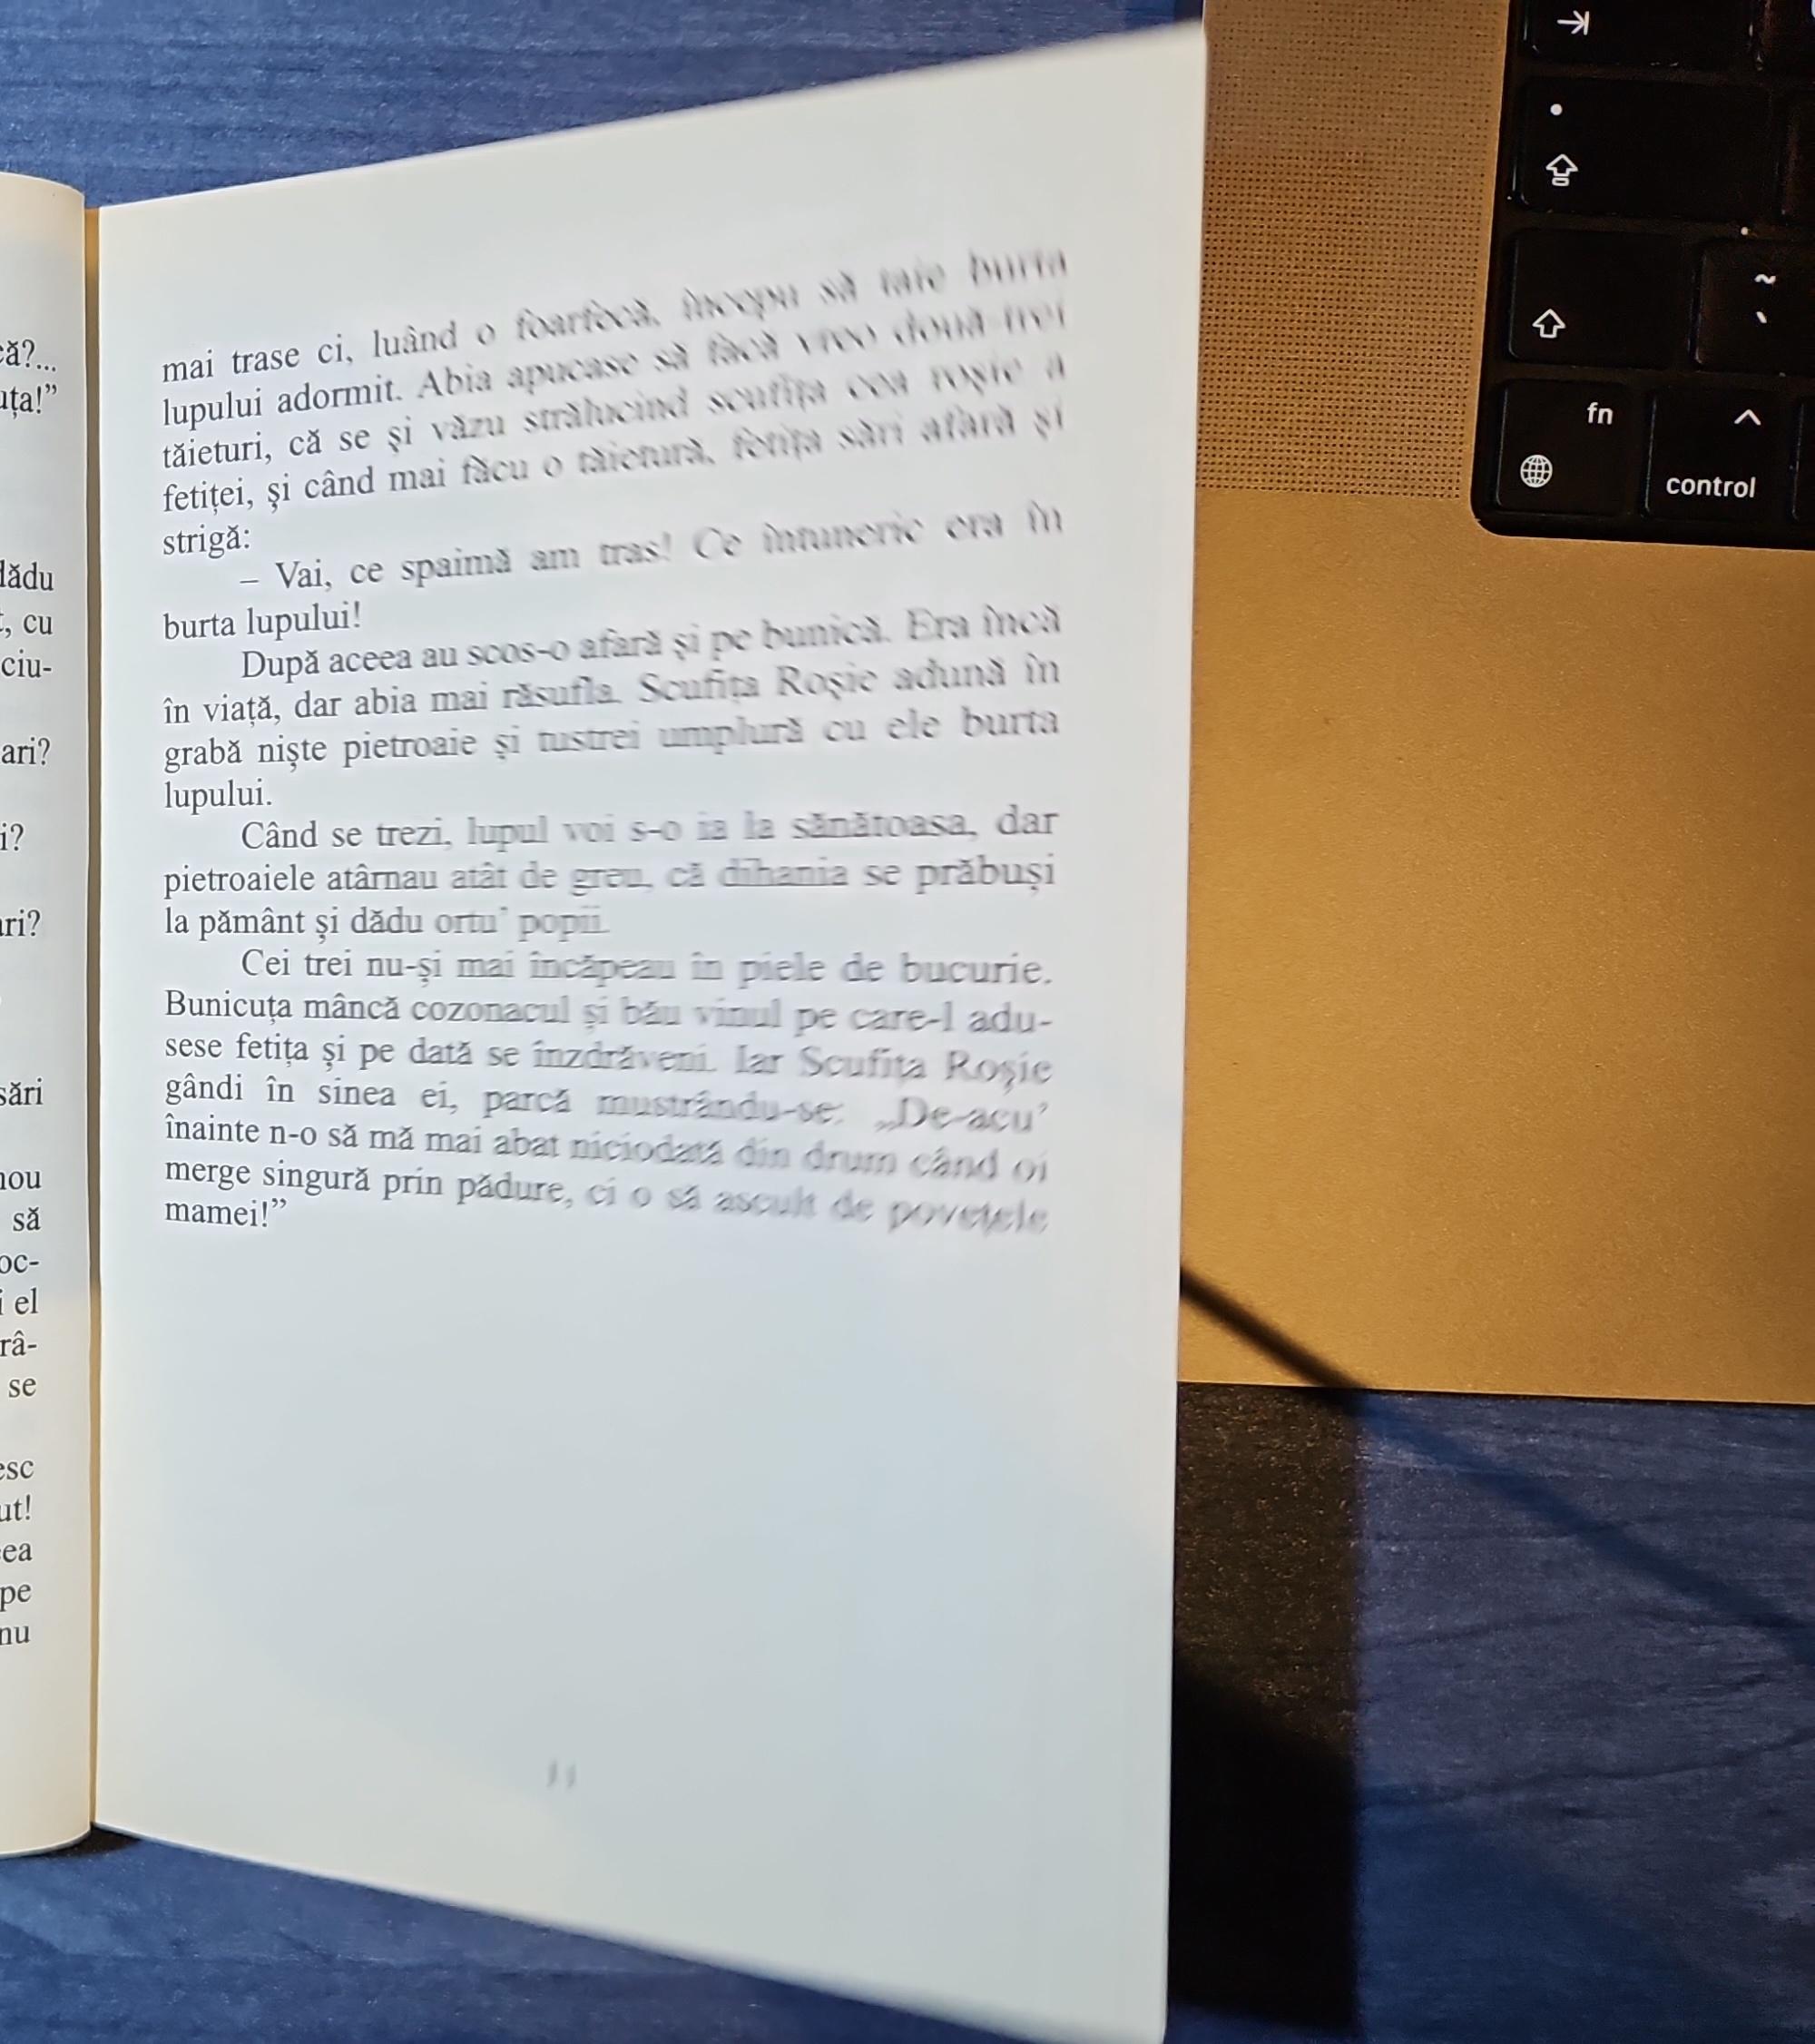 că?...
uța!”
dădu
t, cu
ciu-
ari?
i?
ari?
sări
nou
să
oc-
i el
râ-
se
esc
ut!
ea
pe
nu
mai trase ci, luând o foarfecă, începu să taie burta
lupului adormit. Abia apucase să facă vreo două-trei
tăieturi, că se și văzu strălucind scufița cea roșie a
fetiței, și când mai făcu o tăietură, fetița sări afară și
strigă:
– Vai, ce spaimă am tras! Ce întuneric era în
burta lupului!
După aceea au scos-o afară și pe bunică. Era încă
în viață, dar abia mai răsufla. Scufița Roșie adună în
grabă niște pietroaie și tustrei umplură cu ele burta
lupului.
Când se trezi, lupul voi s-o ia la sănătoasa, dar
pietroaiele atârnau atât de greu, că dihania se prăbuși
la pământ și dădu ortu’ popii.
Cei trei nu-și mai încăpeau în piele de bucurie.
Bunicuța mâncă cozonacul și bău vinul pe care-l adu-
sese fetița și pe dată se înzdrăveni. Iar Scufița Roșie
gândi în sinea ei, parcă mustrându-se: „De-acu’
înainte n-o să mă mai abat niciodată din drum când oi
merge singură prin pădure, ci o să ascult de povețele
mamei!”
11
~
`
fn
^
control